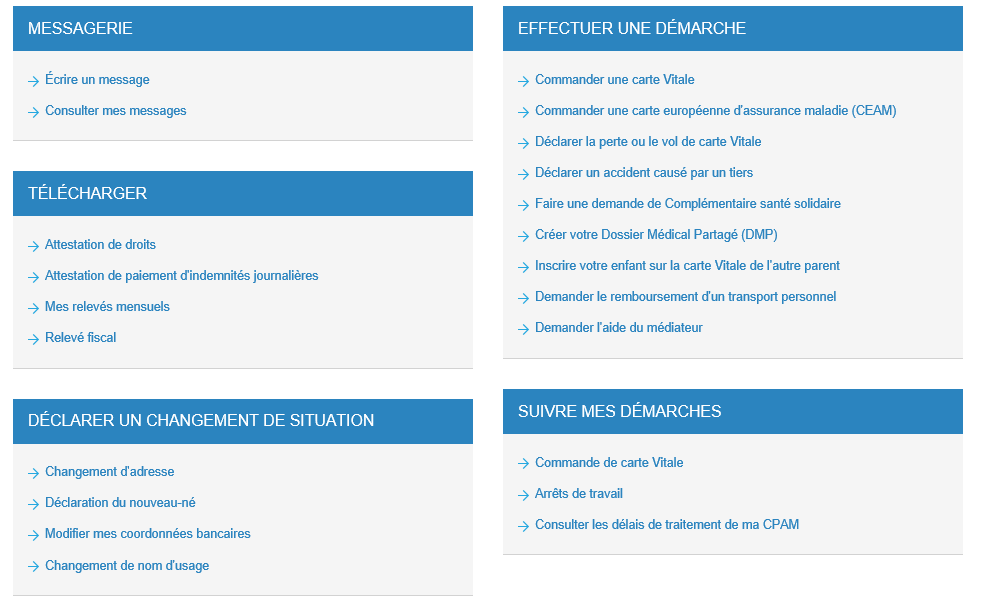 MESSAGERIE
Écrire un message
Consulter mes messages
TÉLÉCHARGER
Attestation de droits
Attestation de paiement d'indemnités journalières
Mes relevés mensuels
Relevé fiscal
DÉCLARER UN CHANGEMENT DE SITUATION
Changement d'adresse
Déclaration du nouveau-né
Modifier mes coordonnées bancaires
Changement de nom d'usage
EFFECTUER UNE DÉMARCHE
Commander une carte Vitale
Commander une carte européenne d'assurance maladie (CEAM)
Déclarer la perte ou le vol de carte Vitale
Déclarer un accident causé par un tiers
Faire une demande de Complémentaire santé solidaire
Créer votre Dossier Médical Partagé (DMP)
Inscrire votre enfant sur la carte Vitale de l'autre parent
Demander le remboursement d'un transport personnel
Demander l'aide du médiateur
SUIVRE MES DÉMARCHES
Commande de carte Vitale
Arrêts de travail
Consulter les délais de traitement de ma CPAM